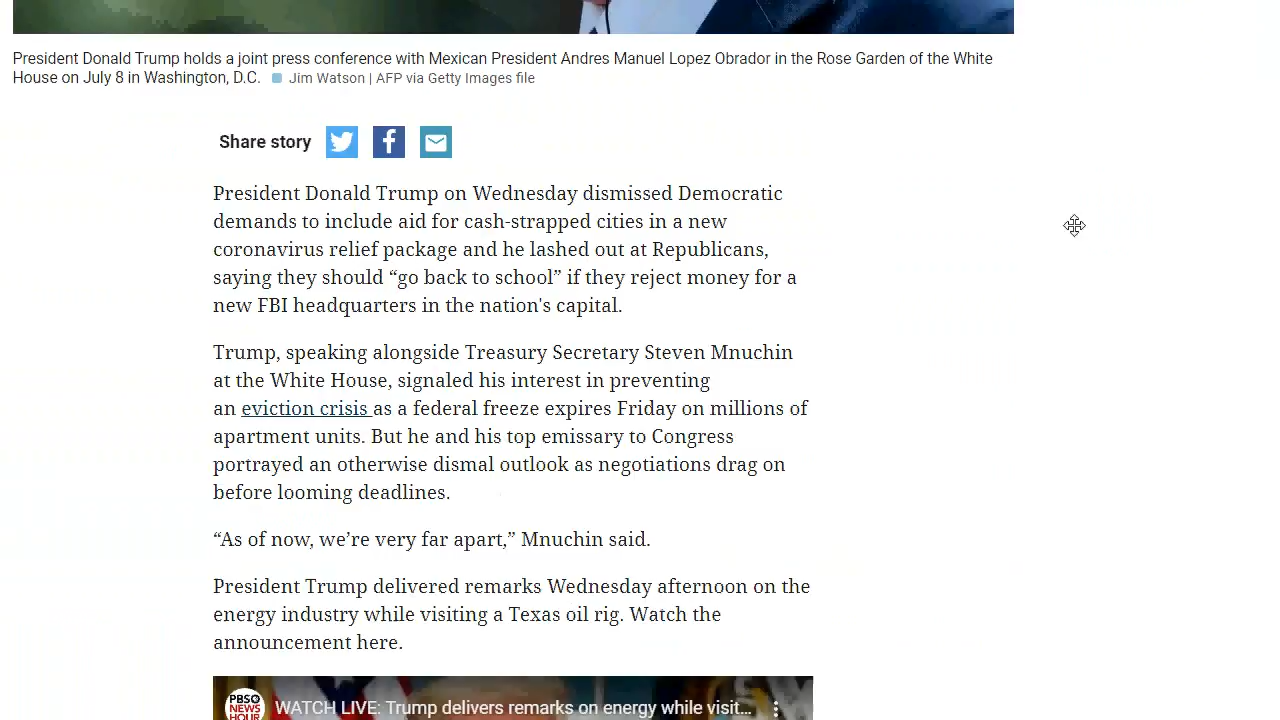 President Donald Trump holds a joint press conference with Mexican President Andres Manuel Lopez Obrador in the Rose Garden of the White
House on July 8 in Washington, D.C. Jim Watson | AFP via Getty Images file
Share story
President Donald Trump on Wednesday dismissed Democratic
demands to include aid for cash-strapped cities in a new
coronavirus relief package and he lashed out at Republicans,
saying they should “go back to school” if they reject money for a
new FBI headquarters in the nation's capital.
Trump, speaking alongside Treasury Secretary Steven Mnuchin
at the White House, signaled his interest in preventing
an eviction crisis as a federal freeze expires Friday on millions of
apartment units. But he and his top emissary to Congress
portrayed an otherwise dismal outlook as negotiations drag on
before looming deadlines.
“As of now, we’re very far apart,” Mnuchin said.
President Trump delivered remarks Wednesday afternoon on the
energy industry while visiting a Texas oil rig. Watch the
announcement here.
PBS
NEWS
HOUR
WATCH LIVE: Trump delivers remarks on energy while visit...